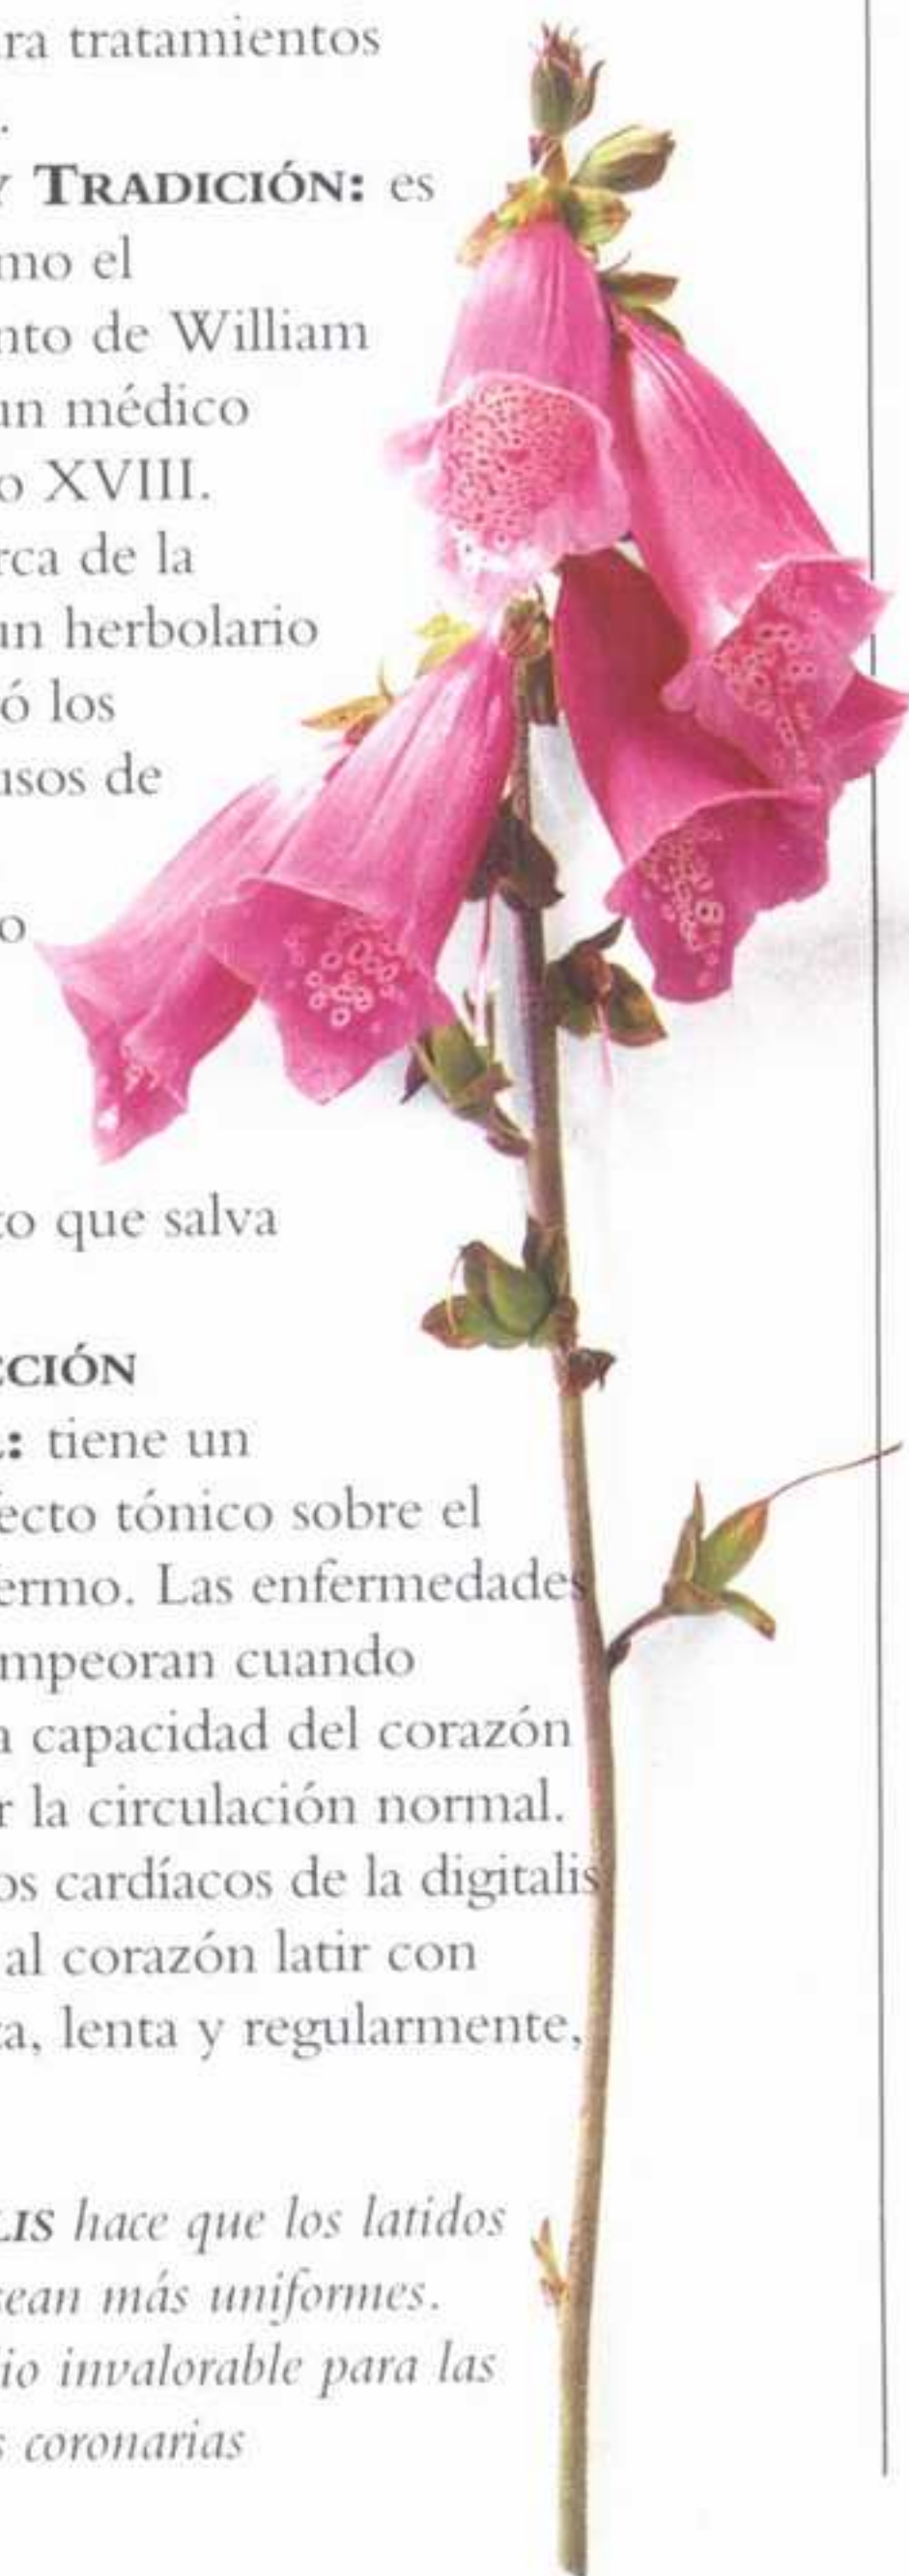 ra tratamientos
.
Y TRADICIÓN: es
mo el
nto de William
un médico
o XVIII.
rca de la
un herbolario
ó los
usos de
o
to que salva
CCIÓN
.: tiene un
fecto tónico sobre el
ermo. Las enfermedades
mpeoran cuando
a capacidad del corazón
r la circulación normal.
os cardíacos de la digitalis
al corazón latir con
ta, lenta y regularmente,
LIS hace que los latidos
sean más uniformes.
io invalorable para las
s coronarias